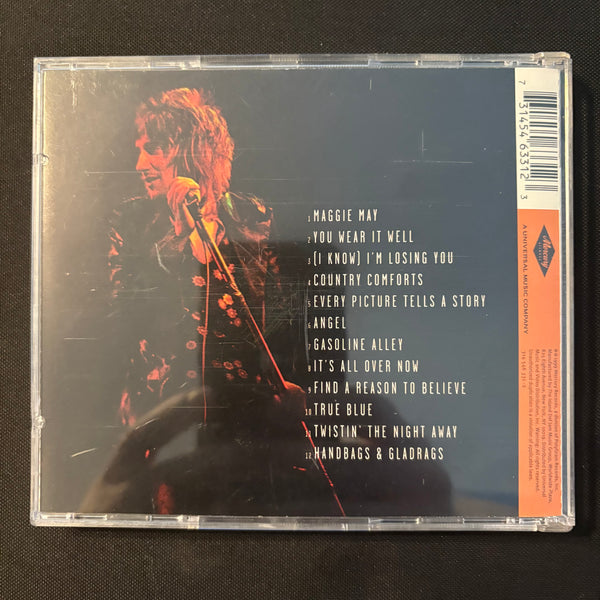 1 MAGGIE MAY
2 YOU WEAR IT WELL
3 (I KNOW) I'M LOSING YOU
4 COUNTRY COMFORTS
5 EVERY PICTURE TELLS A STORY
6 ANGEL
7 GASOLINE ALLEY
8 IT'S ALL OVER NOW
9 FIND A REASON TO BELIEVE
10 TRUE BLUE
11 TWISTIN' THE NIGHT AWAY
12 HANDBAGS & GLADRAGS
7 31454 63312 3
Mercury
A UNIVERSAL MUSIC COMPANY